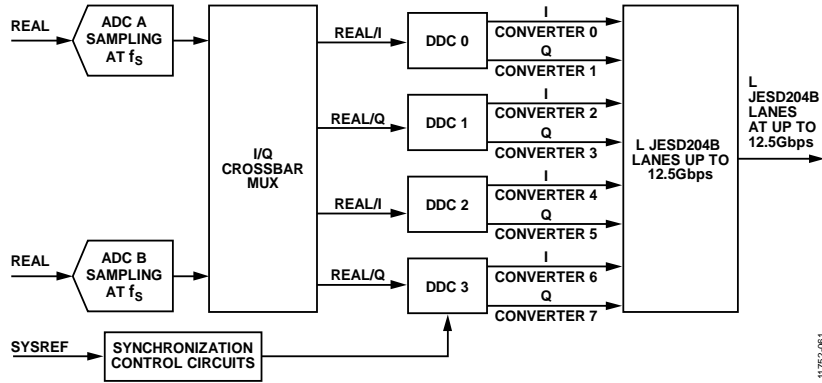 REAL
ADC A
SAMPLING
AT fS
I/Q
CROSSBAR
MUX
REAL/I
DDC 0
I
CONVERTER 0
Q
CONVERTER 1
REAL/Q
DDC 1
I
CONVERTER 2
Q
CONVERTER 3
REAL/I
DDC 2
I
CONVERTER 4
Q
CONVERTER 5
REAL
ADC B
SAMPLING
AT fS
REAL/Q
DDC 3
I
CONVERTER 6
Q
CONVERTER 7
L JESD204B
LANES UP TO
12.5Gbps
L
JESD204B
LANES
AT UP TO
12.5Gbps
SYSREF
SYNCHRONIZATION
CONTROL CIRCUITS
11752-061